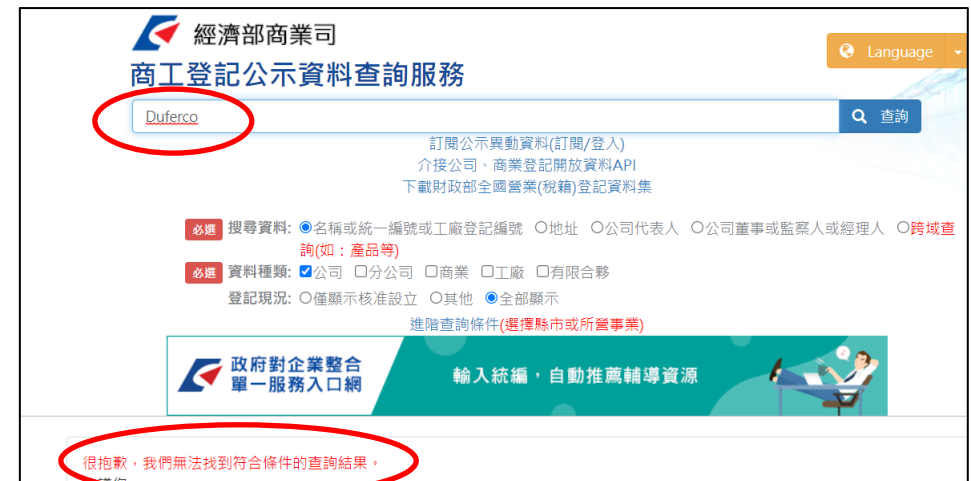 經濟部商業司
商工登記公示資料查詢服務
Language
Duferco
查詢
訂閱公示異動資料(訂閱/登入)
介接公司、商業登記開放資料API
下載財政部全國營業(稅籍)登記資料集
必選 搜尋資料: 名稱或統一編號或工廠登記編號 地址 公司代表人 公司董事或監察人或經理人 跨域查
詢(如：產品等)
必選 資料種類: 公司 分公司 商業 工廠 有限合夥
登記現況: 僅顯示核准設立 其他 全部顯示
進階查詢條件(選擇縣市或所營事業)
政府對企業整合
單一服務入口網
輸入統編，自動推薦輔導資源
很抱歉，我們無法找到符合條件的查詢結果。